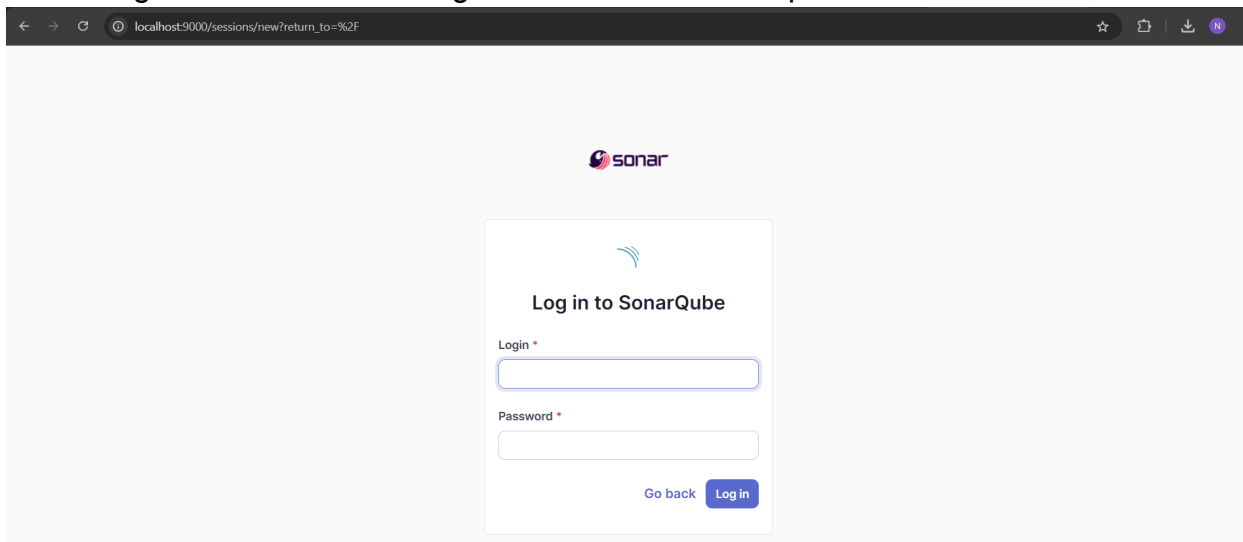 localhost:9000/sessions/new?return_to=%2F
N
sonar
Log in to SonarQube
Login *
Password *
Go back Log in